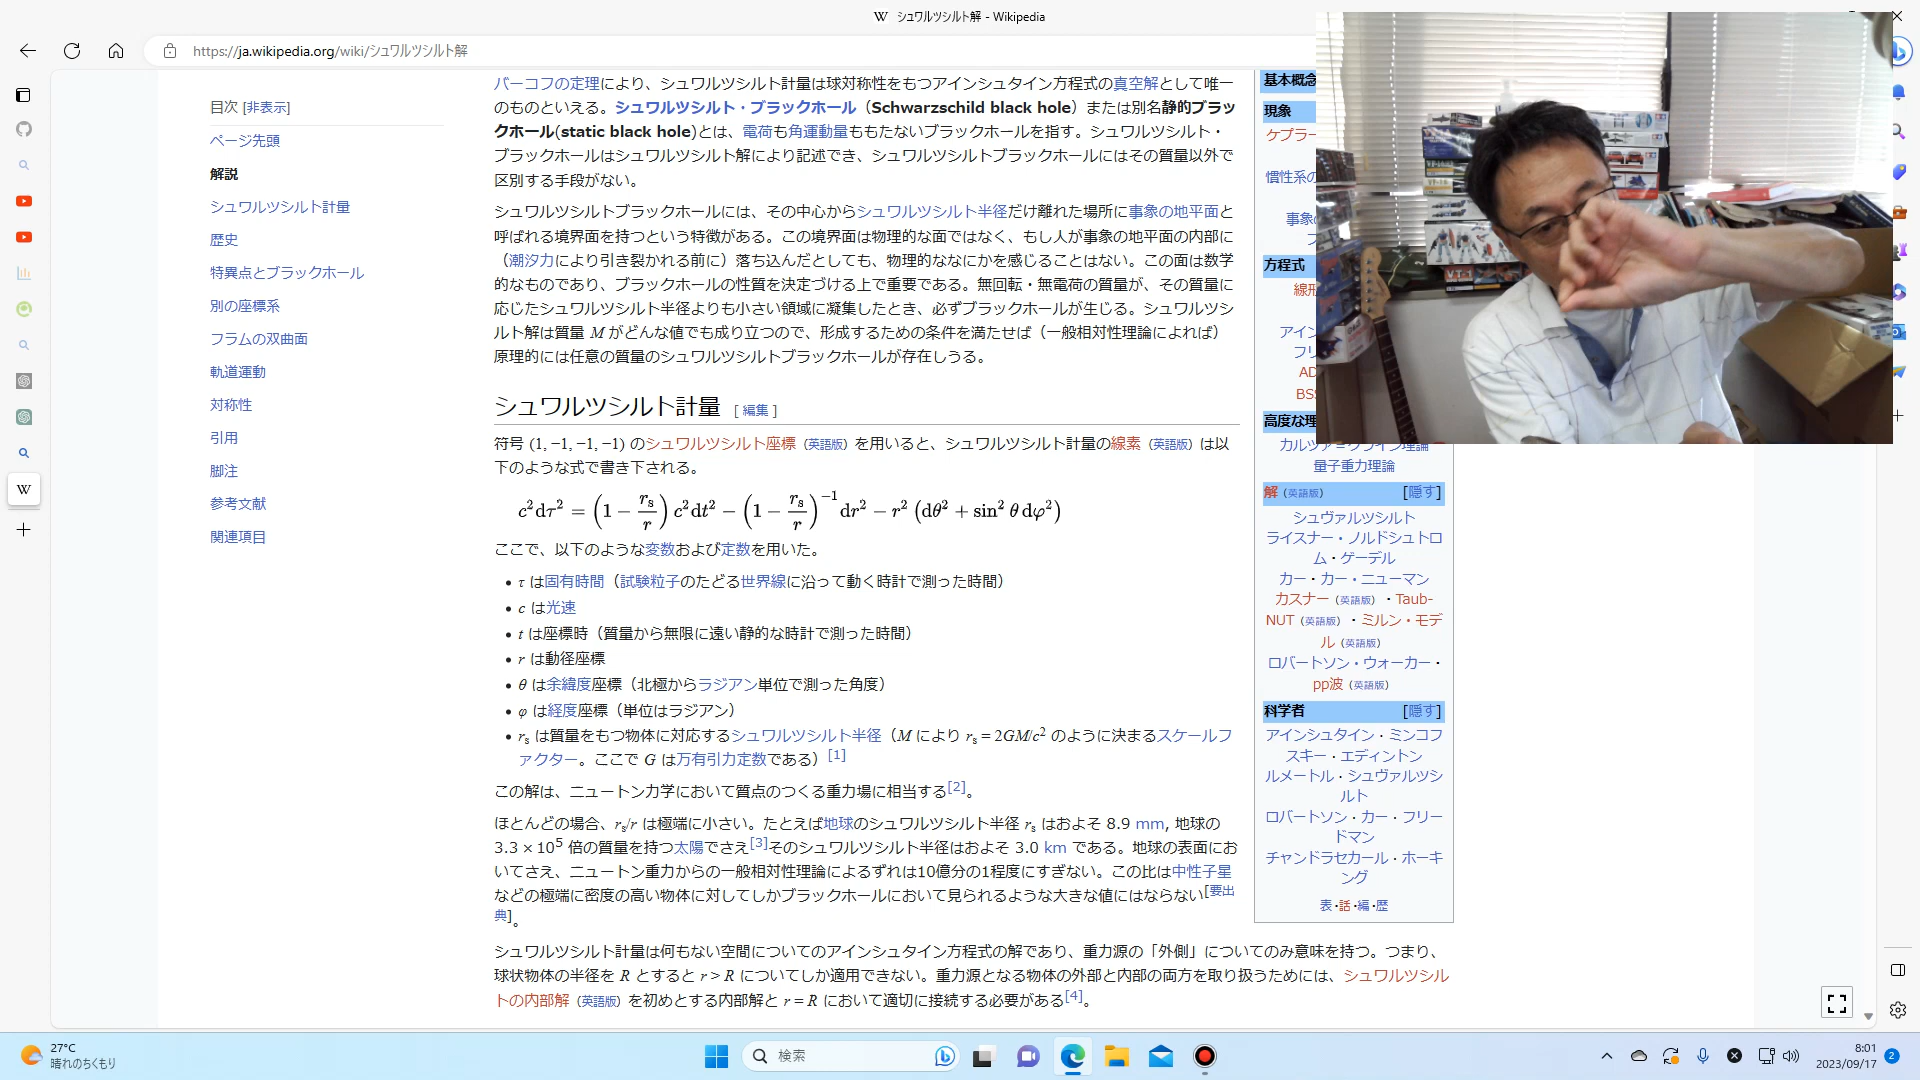 シュワルツシルト解 - Wikipedia
https://ja.wikipedia.org/wiki/シュワルツシルト解
目次 [非表示]
ページ先頭
解説
シュワルツシルト計量
歴史
特異点とブラックホール
別の座標系
フラムの双曲面
軌道運動
対称性
引用
脚注
参考文献
関連項目
バーコフの定理により、シュワルツシルト計量は球対称性をもつアインシュタイン方程式の真空解として唯一
のものといえる。シュワルツシルト・ブラックホール（Schwarzschild black hole）または別名静的ブラッ
クホール(static black hole)とは、電荷も角運動量ももたないブラックホールを指す。シュワルツシルト・
ブラックホールはシュワルツシルト解により記述でき、シュワルツシルトブラックホールにはその質量以外で
区別する手段がない。
シュワルツシルトブラックホールには、その中心からシュワルツシルト半径だけ離れた場所に事象の地平面と
呼ばれる境界面を持つという特徴がある。この境界面は物理的な面ではなく、もし人が事象の地平面の内部に
（潮汐力により引き裂かれる前に）落ち込んだとしても、物理的ななにかを感じることはない。この面は数学
的なものであり、ブラックホールの性質を決定づける上で重要である。無回転・無電荷の質量が、その質量に
応じたシュワルツシルト半径よりも小さい領域に凝集したとき、必ずブラックホールが生じる。シュワルツシ
ルト解は質量 M がどんな値でも成り立つので、形成するための条件を満たせば（一般相対性理論によれば）
原理的には任意の質量のシュワルツシルトブラックホールが存在しうる。
シュワルツシルト計量 [ 編集 ]
符号 (1, −1, −1, −1) のシュワルツシルト座標（英語版）を用いると、シュワルツシルト計量の線素（英語版）は以
下のような式で書き下される。
c²dτ² = (1 − rₛ/r) c²dt² − (1 − rₛ/r)⁻¹ dr² − r² (dθ² + sin² θ dφ²)
ここで、以下のような変数および定数を用いた。
• τ は固有時間（試験粒子のたどる世界線に沿って動く時計で測った時間）
• c は光速
• t は座標時（質量から無限に遠い静的な時計で測った時間）
• r は動径座標
• θ は余緯度座標（北極からラジアン単位で測った角度）
• φ は経度座標（単位はラジアン）
• rₛ は質量をもつ物体に対応するシュワルツシルト半径（M により rₛ = 2GM/c² のように決まるスケールフ
ァクター。ここで G は万有引力定数である）[1]
この解は、ニュートン力学において質点のつくる重力場に相当する[2]。
ほとんどの場合、rₛ/r は極端に小さい。たとえば地球のシュワルツシルト半径 rₛ はおよそ 8.9 mm, 地球の
3.3 × 10⁵ 倍の質量を持つ太陽でさえ[3]そのシュワルツシルト半径はおよそ 3.0 km である。地球の表面にお
いてさえ、ニュートン重力からの一般相対性理論によるずれは10億分の1程度にすぎない。この比は中性子星
などの極端に密度の高い物体に対してしかブラックホールにおいて見られるような大きな値にはならない[要出
典]。
シュワルツシルト計量は何もない空間についてのアインシュタイン方程式の解であり、重力源の「外側」についてのみ意味を持つ。つまり、
球状物体の半径を R とすると r > R についてしか適用できない。重力源となる物体の外部と内部の両方を取り扱うためには、シュワルツシル
トの内部解（英語版）を初めとする内部解と r = R において適切に接続する必要がある[4]。
基本概念
現象
ケプラー
慣性系の
事象の
方程式
線形
アイン
フリ
AD
BSS
高度な理
カルツァ＝クライン理論
量子重力理論
解（英語版） [隠す]
シュヴァルツシルト
ライスナー・ノルドシュトロ
ム・ゲーデル
カー・カー・ニューマン
カスナー（英語版）・Taub-
NUT（英語版）・ミルン・モデ
ル（英語版）
ロバートソン・ウォーカー・
pp波（英語版）
科学者 [隠す]
アインシュタイン・ミンコフ
スキー・エディントン
ルメートル・シュヴァルツシ
ルト
ロバートソン・カー・フリー
ドマン
チャンドラセカール・ホーキ
ング
表・話・編・歴
VT-1
27°C
晴れのちくもり
検索
8:01
2023/09/17
2